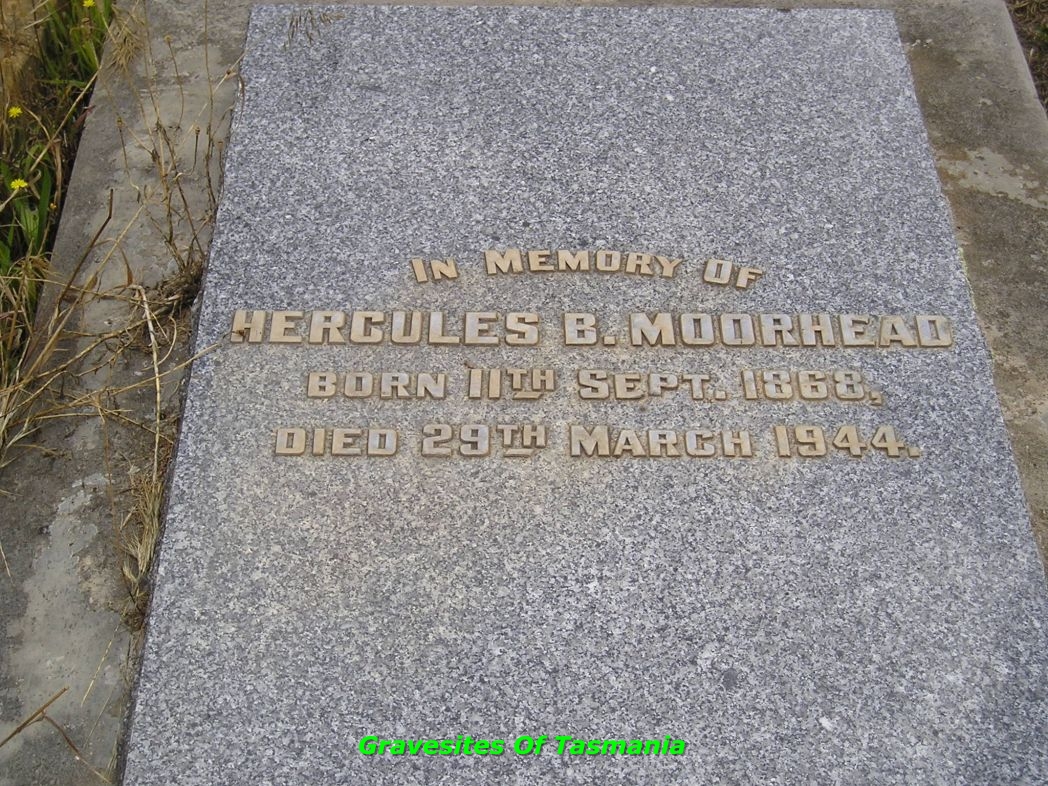 IN MEMORY OF
HERCULES B. MOORHEAD
BORN 11TH SEPT. 1868,
DIED 29TH MARCH 1944.
Gravesites Of Tasmania